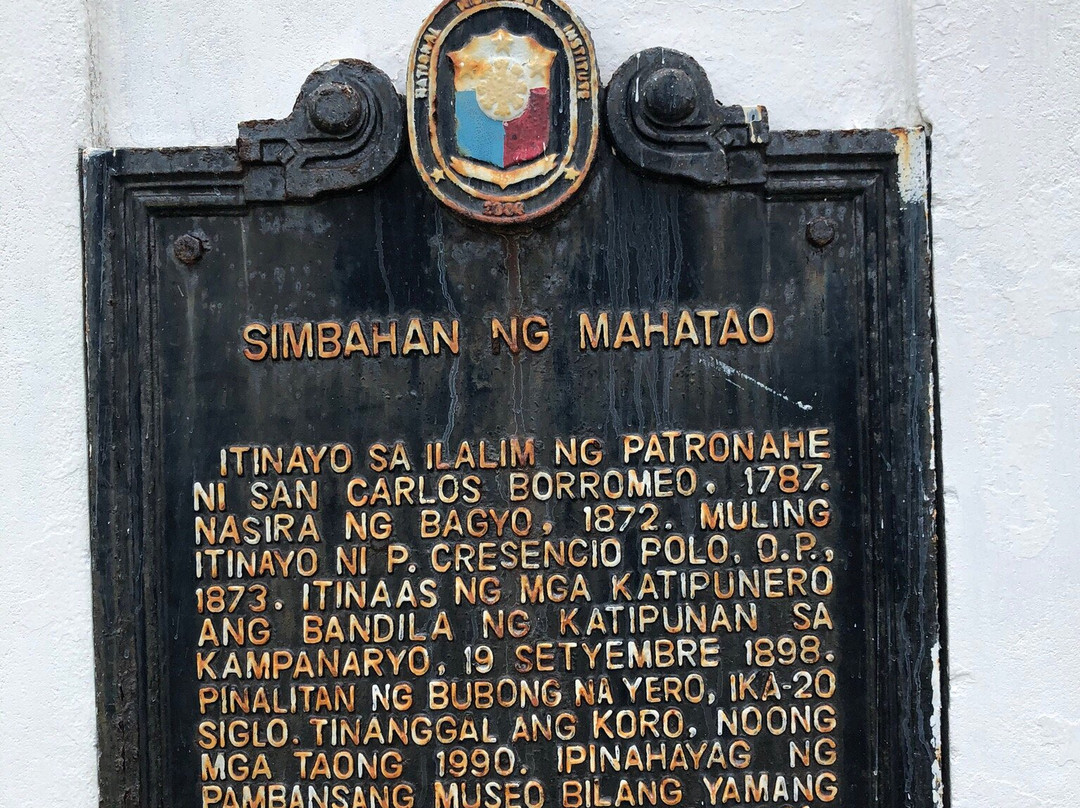 NATIONAL INSTITUTE
SIMBAHAN NG MAHATAO
ITINAYO SA ILALIM NG PATRONAHE
NI SAN CARLOS BORROMEO, 1787.
NASIRA NG BAGYO, 1872. MULING
ITINAYO NI P. CRESENCIO POLO, O.P.,
1873. ITINAAS NG MGA KATIPUNERO
ANG BANDILA NG KATIPUNAN SA
KAMPANARYO, 19 SETYEMBRE 1898.
PINALITAN NG BUBONG NA YERO, IKA-20
SIGLO. TINANGGAL ANG KORO, NOONG
MGA TAONG 1990. IPINAHAYAG NG
PAMBANSANG MUSEO BILANG YAMANG